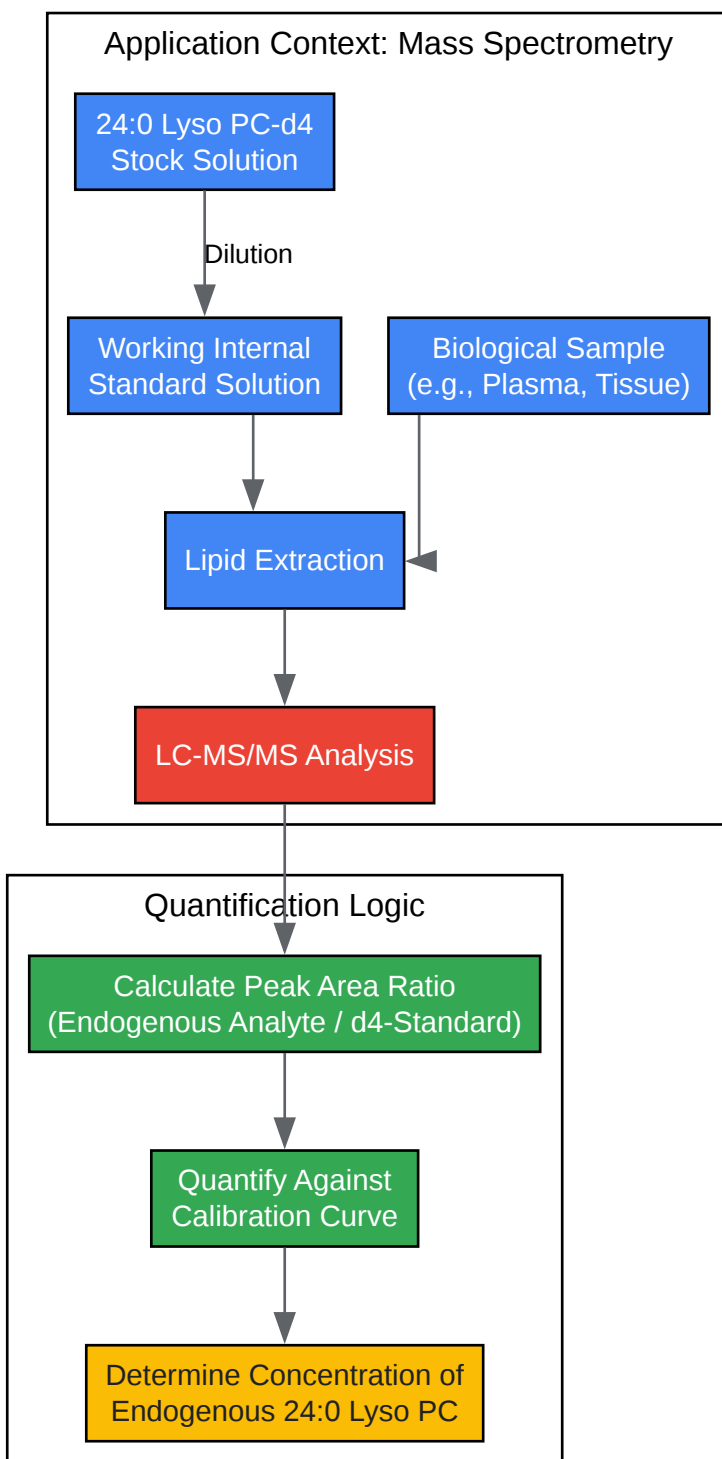 Application Context: Mass Spectrometry
24:0 Lyso PC-d4
Stock Solution
Dilution
Working Internal
Standard Solution
Biological Sample
(e.g., Plasma, Tissue)
Lipid Extraction
LC-MS/MS Analysis
Quantification Logic
Calculate Peak Area Ratio
(Endogenous Analyte / d4-Standard)
Quantify Against
Calibration Curve
Determine Concentration of
Endogenous 24:0 Lyso PC